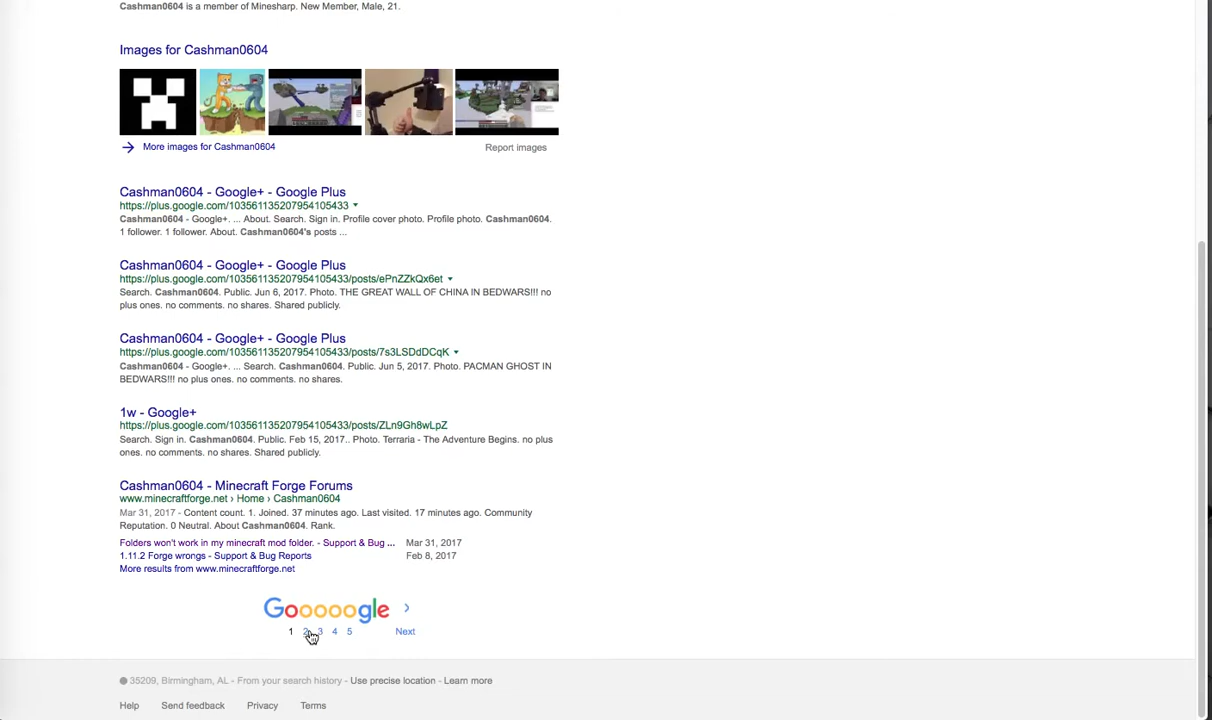 Cashman0604 is a member of Minesharp. New Member, Male, 21.
Images for Cashman0604
More images for Cashman0604
Report images
Cashman0604 - Google+ - Google Plus
https://plus.google.com/103561135207954105433
Cashman0604 - Google+. ... About. Search. Sign in. Profile cover photo. Profile photo. Cashman0604.
1 follower. 1 follower. About. Cashman0604's posts ...
Cashman0604 - Google+ - Google Plus
https://plus.google.com/103561135207954105433/posts/ePnZZkQx6et
Search. Cashman0604. Public. Jun 6, 2017. Photo. THE GREAT WALL OF CHINA IN BEDWARS!!! no
plus ones. no comments. no shares. Shared publicly.
Cashman0604 - Google+ - Google Plus
https://plus.google.com/103561135207954105433/posts/7s3LSDdDCqK
Cashman0604 - Google+. ... Search. Cashman0604. Public. Jun 5, 2017. Photo. PACMAN GHOST IN
BEDWARS!!! no plus ones. no comments. no shares.
1w - Google+
https://plus.google.com/103561135207954105433/posts/ZLn9Gh8wLpZ
Search. Sign in. Cashman0604. Public. Feb 15, 2017.. Photo. Terraria - The Adventure Begins. no plus
ones. no comments. no shares. Shared publicly.
Cashman0604 - Minecraft Forge Forums
www.minecraftforge.net › Home › Cashman0604
Mar 31, 2017 - Content count. 1. Joined. 37 minutes ago. Last visited. 17 minutes ago. Community
Reputation. 0 Neutral. About Cashman0604. Rank.
Folders won't work in my minecraft mod folder. - Support & Bug ... Mar 31, 2017
1.11.2 Forge wrongs - Support & Bug Reports Feb 8, 2017
More results from www.minecraftforge.net
Gooooogle >
1 2 3 4 5 Next
35209, Birmingham, AL - From your search history - Use precise location - Learn more
Help Send feedback Privacy Terms